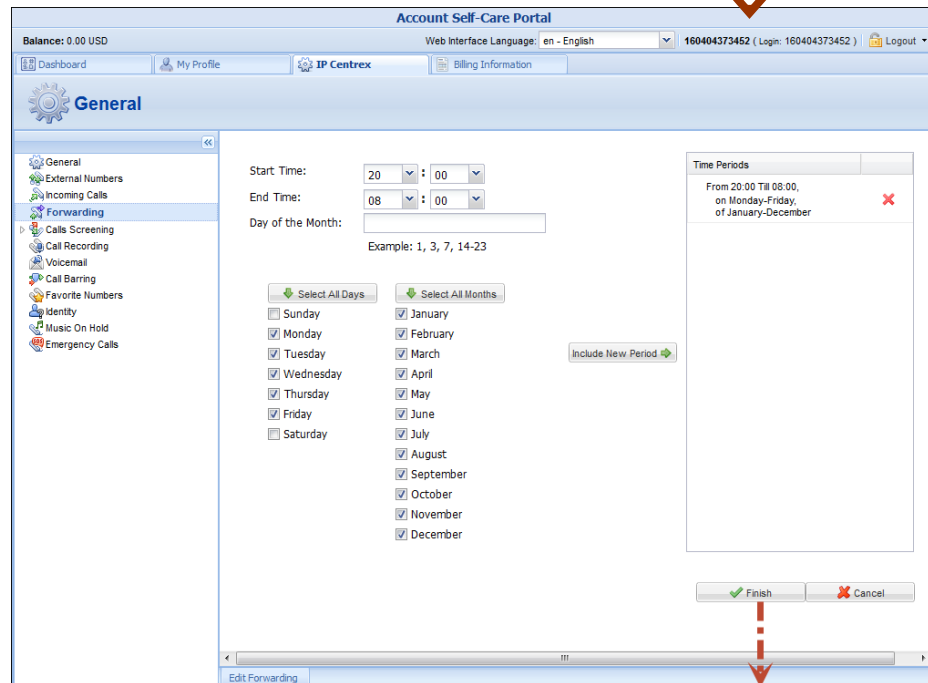 Account Self-Care Portal
Balance: 0.00 USD
Web Interface Language: en - English
160404373452 ( Login: 160404373452 )
Logout
Dashboard
My Profile
IP Centrex
Billing Information
General
General
External Numbers
Incoming Calls
Forwarding
Calls Screening
Call Recording
Voicemail
Call Barring
Favorite Numbers
Identity
Music On Hold
Emergency Calls
Start Time: 20 : 00
End Time: 08 : 00
Day of the Month:
Example: 1, 3, 7, 14-23
Select All Days
Sunday
Monday
Tuesday
Wednesday
Thursday
Friday
Saturday
Select All Months
January
February
March
April
May
June
July
August
September
October
November
December
Include New Period
Time Periods
From 20:00 Till 08:00,
on Monday-Friday,
of January-December
Finish
Cancel
Edit Forwarding